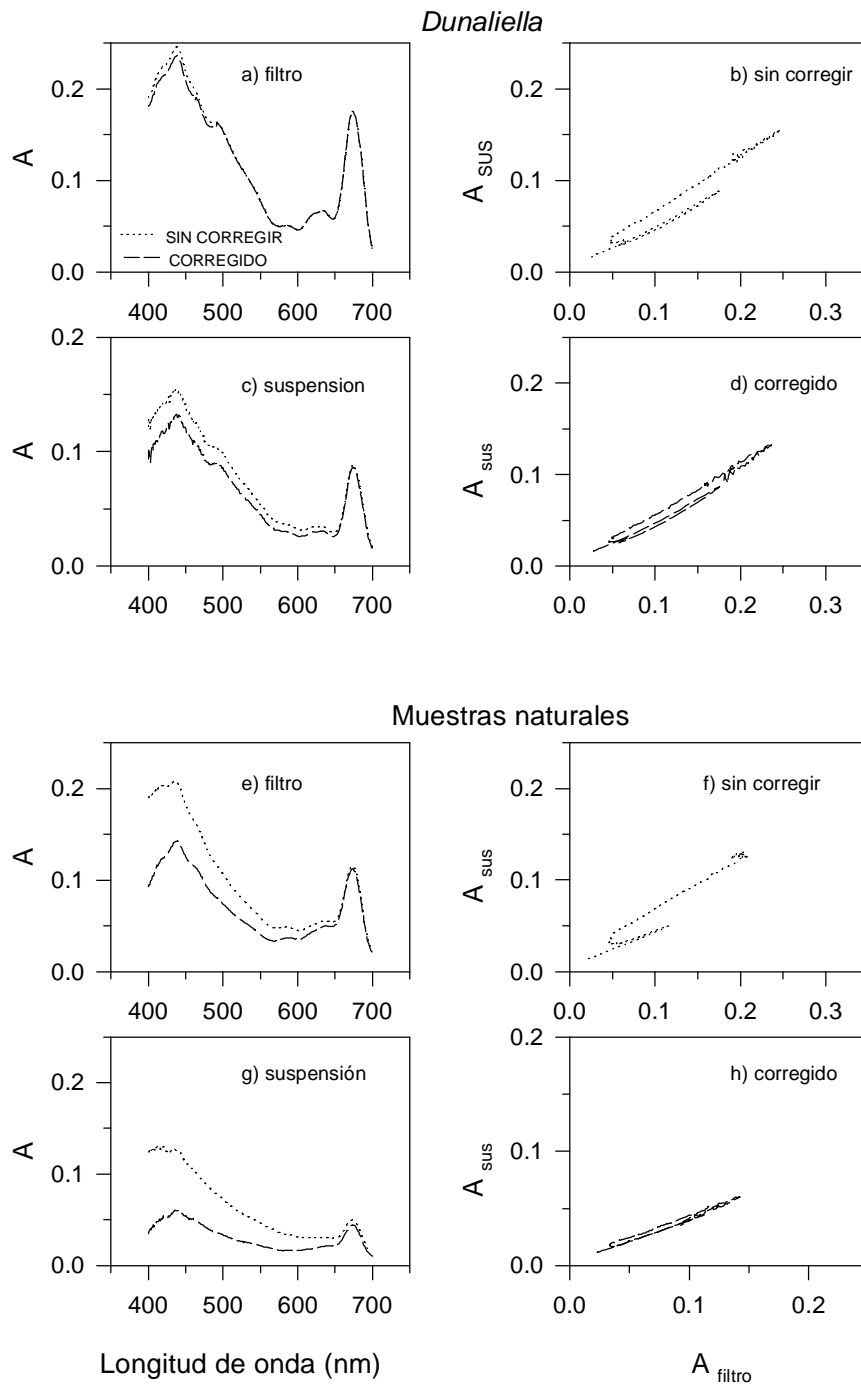 Dunaliella
a) filtro
b) sin corregir
0.2
0.1
0.0
A
SIN CORREGIR
CORREGIDO
400 500 600 700
0.2
0.1
0.0
A sus
0.0 0.1 0.2 0.3
c) suspension
d) corregido
0.2
0.1
0.0
A
400 500 600 700
0.2
0.1
0.0
A sus
0.0 0.1 0.2 0.3
Muestras naturales
e) filtro
f) sin corregir
0.2
0.1
0.0
A
400 500 600 700
0.2
0.1
0.0
A sus
0.0 0.1 0.2 0.3
g) suspensión
h) corregido
0.2
0.1
0.0
A
400 500 600 700
0.2
0.1
0.0
A sus
0.0 0.1 0.2
Longitud de onda (nm)
A filtro